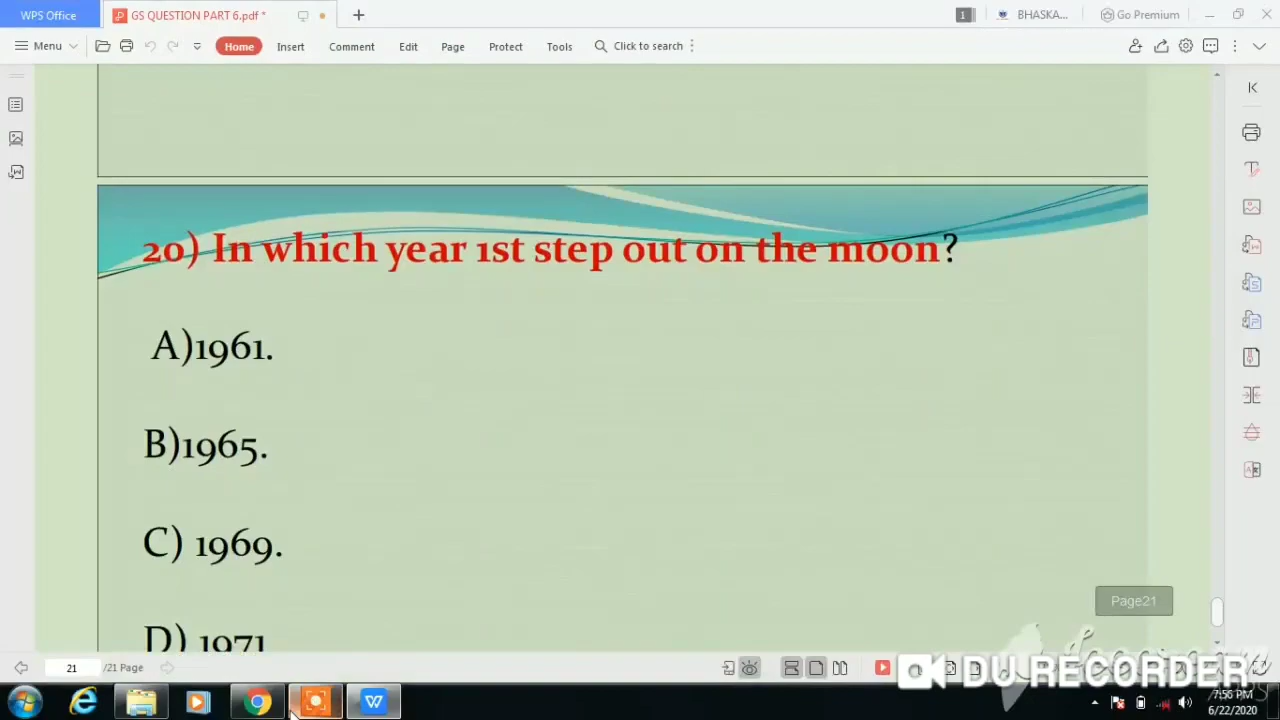 WPS Office
GS QUESTION PART 6.pdf *
1
BHASKA...
Go Premium
Menu
Home
Insert
Comment
Edit
Page
Protect
Tools
Click to search
20) In which year 1st step out on the moon?
A)1961.
B)1965.
C) 1969.
D) 1971
Page21
21
/21 Page
DU RECORDER
7:56 PM
6/22/2020